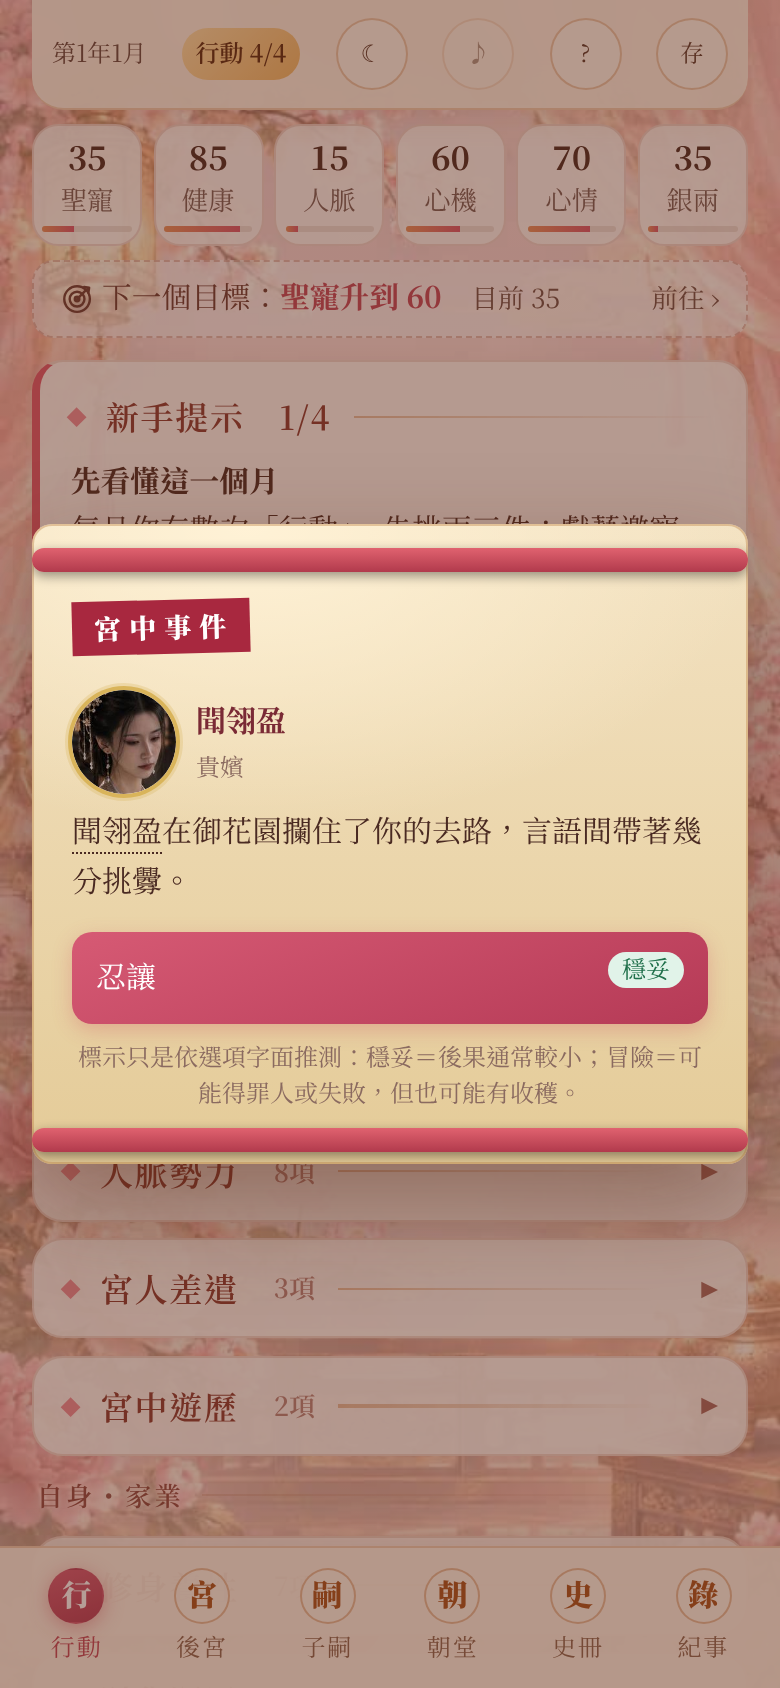 第1年1月
行動 4/4
☾
♪
?
存
35
聖寵
85
健康
15
人脈
60
心機
70
心情
35
銀兩
下一個目標：聖寵升到 60 目前 35 前往 ›
新手提示 1/4
先看懂這一個月
宮中事件
聞翎盈
貴嬪
聞翎盈在御花園攔住了你的去路，言語間帶著幾
分挑釁。
忍讓
穩妥
標示只是依選項字面推測：穩妥＝後果通常較小；冒險＝可
能得罪人或失敗，但也可能有收穫。
人脈勢力 8項
宮人差遣 3項
宮中遊歷 2項
自身・家業
行
行動
宮
後宮
嗣
子嗣
朝
朝堂
史
史冊
錄
紀事